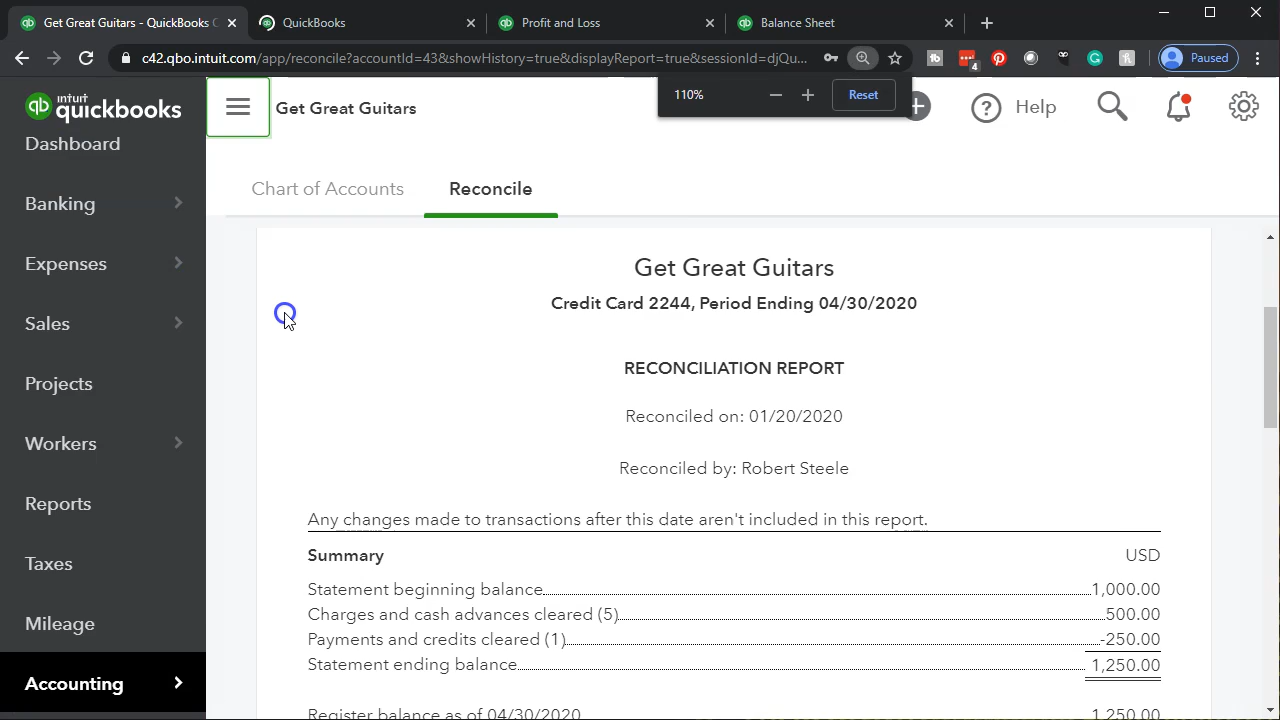 Get Great Guitars - QuickBooks C
QuickBooks
Profit and Loss
Balance Sheet
c42.qbo.intuit.com/app/reconcile?accountId=43&showHistory=true&displayReport=true&sessionId=djQu...
4
Paused
110%
Reset
intuit
quickbooks
Get Great Guitars
Help
Dashboard
Banking
Expenses
Sales
Projects
Workers
Reports
Taxes
Mileage
Accounting
Chart of Accounts
Reconcile
Get Great Guitars
Credit Card 2244, Period Ending 04/30/2020
RECONCILIATION REPORT
Reconciled on: 01/20/2020
Reconciled by: Robert Steele
Any changes made to transactions after this date aren't included in this report.
Summary USD
Statement beginning balance 1,000.00
Charges and cash advances cleared (5) 500.00
Payments and credits cleared (1) -250.00
Statement ending balance 1,250.00
Register balance as of 04/30/2020 1,250.00